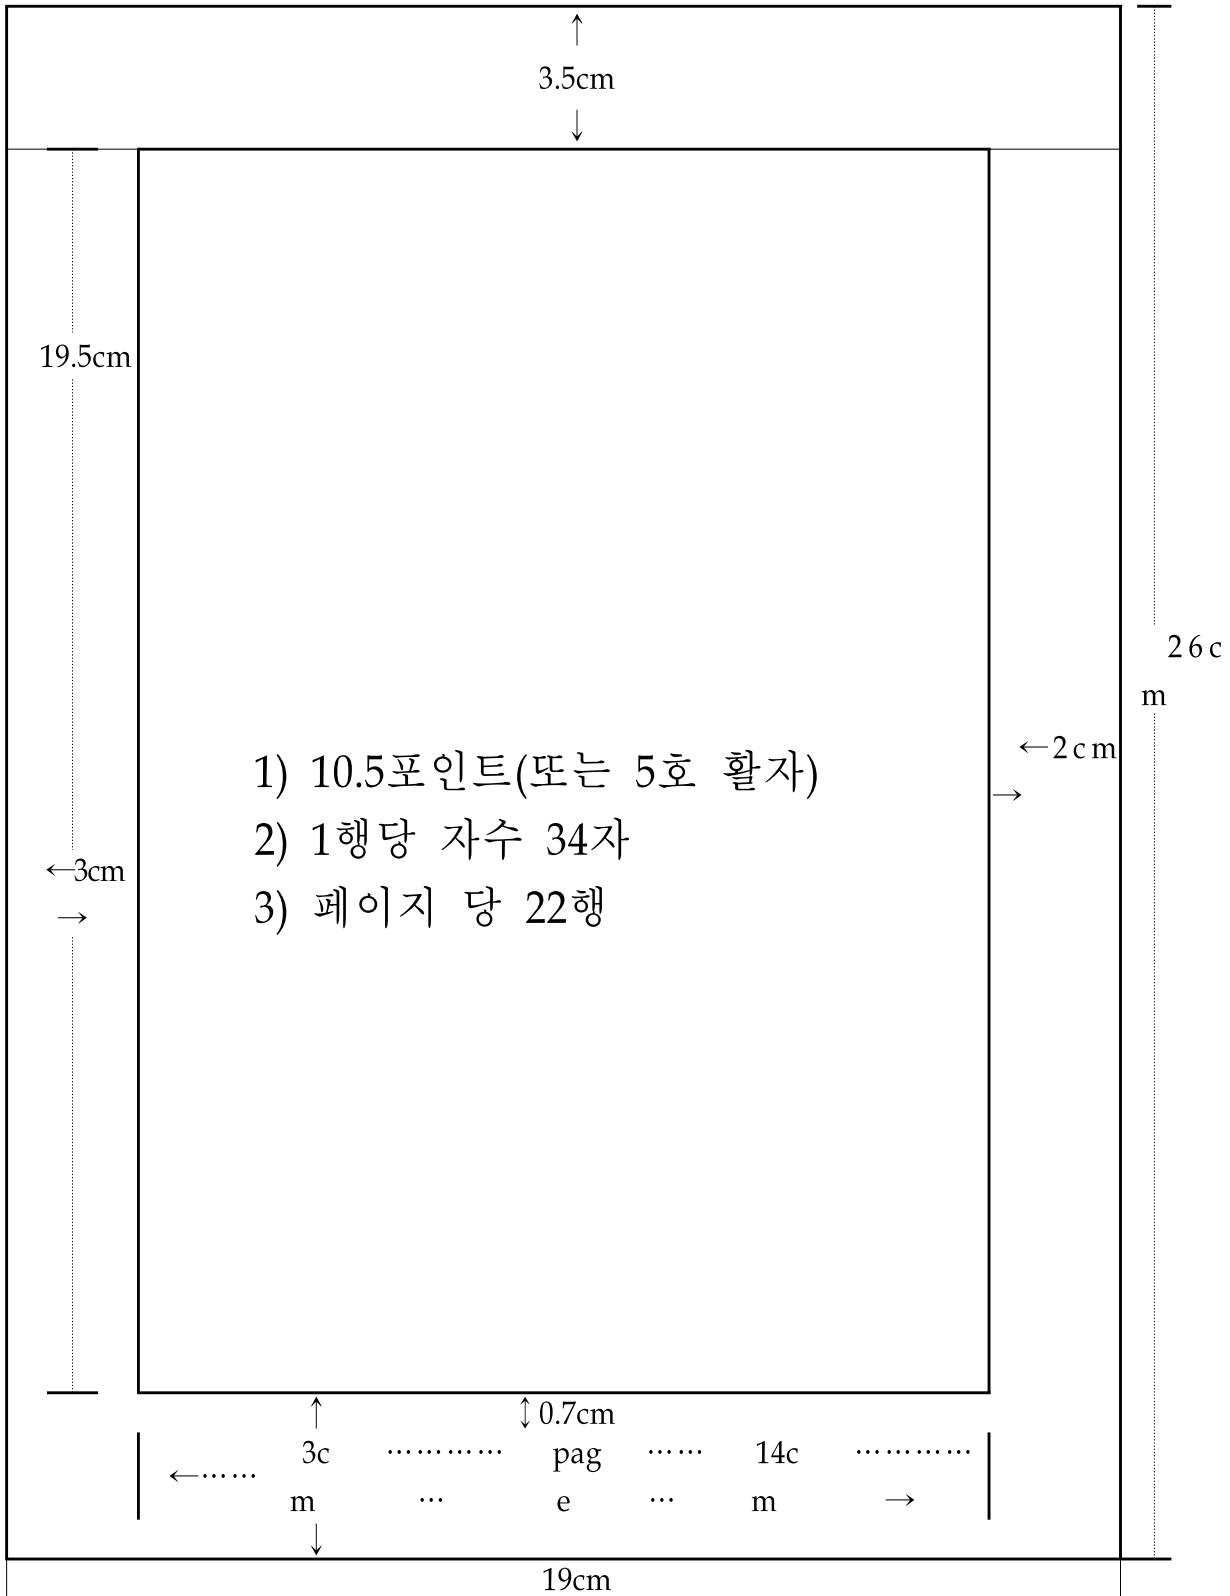 ↑
3.5cm
↓
19.5cm
26c
m
←2cm
→
1) 10.5포인트(또는 5호 활자)
2) 1행당 자수 34자
3) 페이지 당 22행
←3cm
→
↑ ↕ 0.7cm
←…… 3c ………… pag …… 14c …………
m … e … m →
↓
19cm